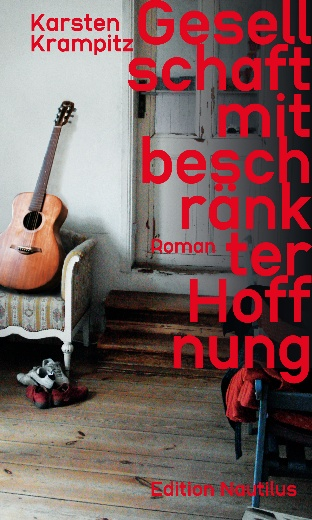 Karsten
Krampitz
Gesell
schaft
mit
besch
ränk
ter
Hoff
nung
Roman
Edition Nautilus